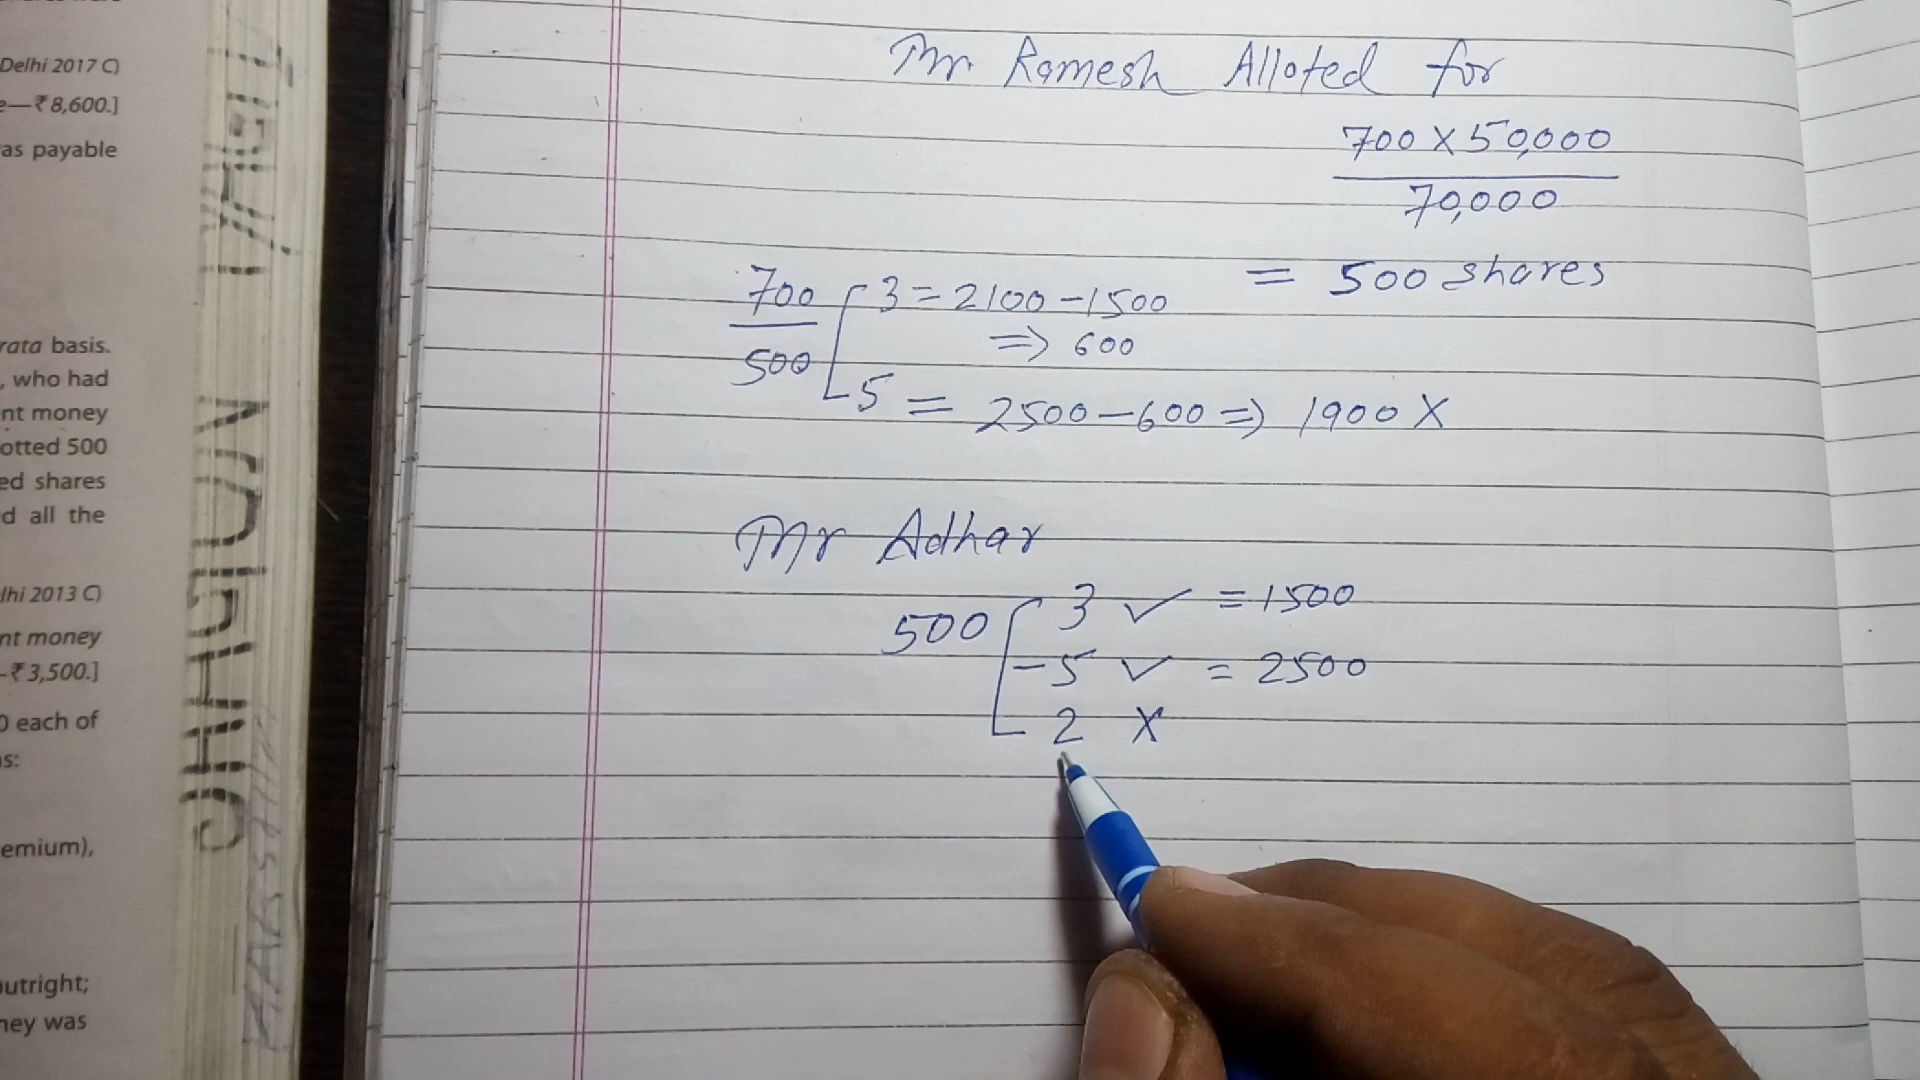 Delhi 2017 C)
₹8,600.]
as payable
rata basis.
, who had
nt money
otted 500
ed shares
d all the
lhi 2013 C)
nt money
₹3,500.]
0 each of
s:
emium),
outright;
ney was
Mr Ramesh Alloted for
700 X 50,000
70,000
= 500 shares
700 3 = 2100 - 1500
⇒ 600
500 5 = 2500 - 600 ⇒ 1900 X
Mr Adhar
500 3 ✓ = 1500
- 5 ✓ = 2500
2 X